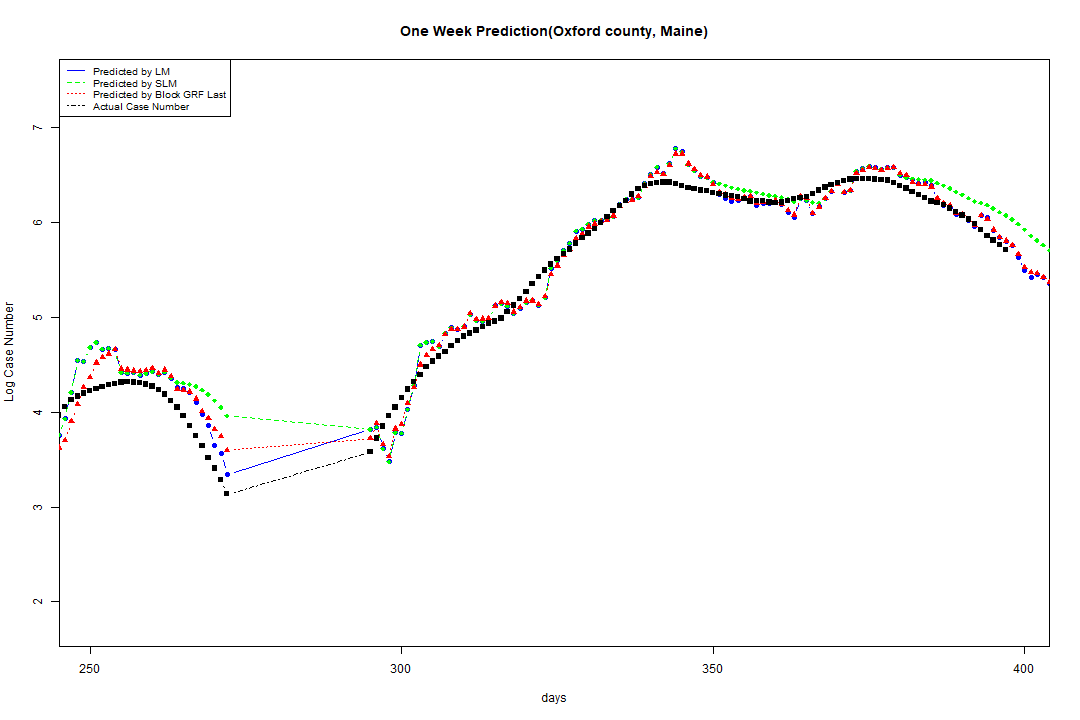 One Week Prediction(Oxford county, Maine)
Predicted by LM
Predicted by SLM
Predicted by Block GRF Last
Actual Case Number
7
6
5
4
3
2
Log Case Number
250 300 350 400
days